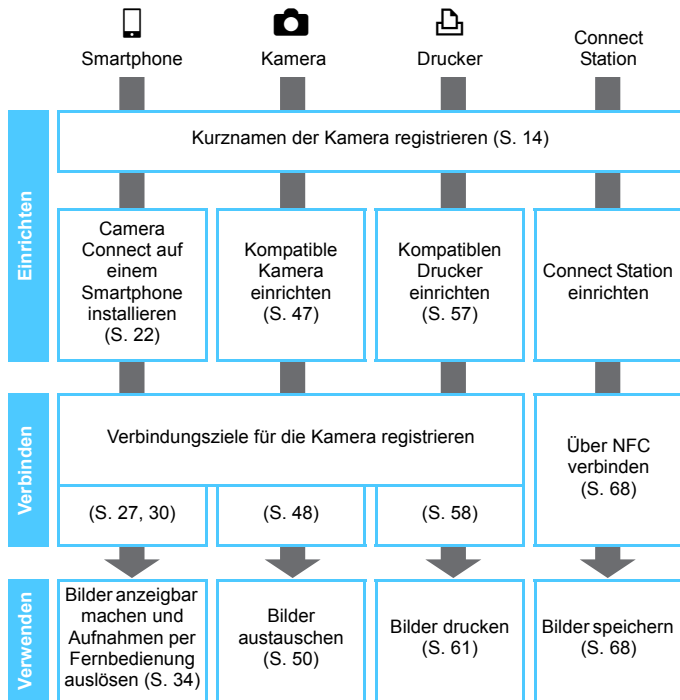 Smartphone
Kamera
Drucker
Connect
Station
Einrichten
Kurznamen der Kamera registrieren (S. 14)
Camera
Connect auf
einem
Smartphone
installieren
(S. 22)
Kompatible
Kamera
einrichten
(S. 47)
Kompatiblen
Drucker
einrichten
(S. 57)
Connect Station
einrichten
Verbinden
Verbindungsziele für die Kamera registrieren
(S. 27, 30)
(S. 48)
(S. 58)
Über NFC
verbinden
(S. 68)
Verwenden
Bilder anzeigbar
machen und
Aufnahmen per
Fernbedienung
auslösen (S. 34)
Bilder
austauschen
(S. 50)
Bilder drucken
(S. 61)
Bilder speichern
(S. 68)